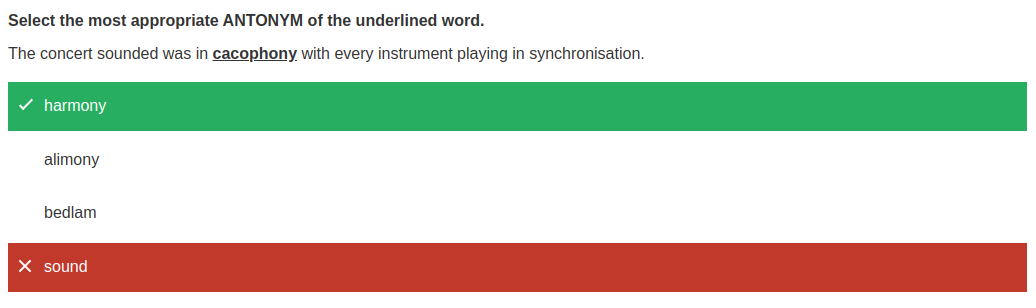 Select the most appropriate ANTONYM of the underlined word.
The concert sounded was in cacophony with every instrument playing in synchronisation.
harmony
alimony
bedlam
sound